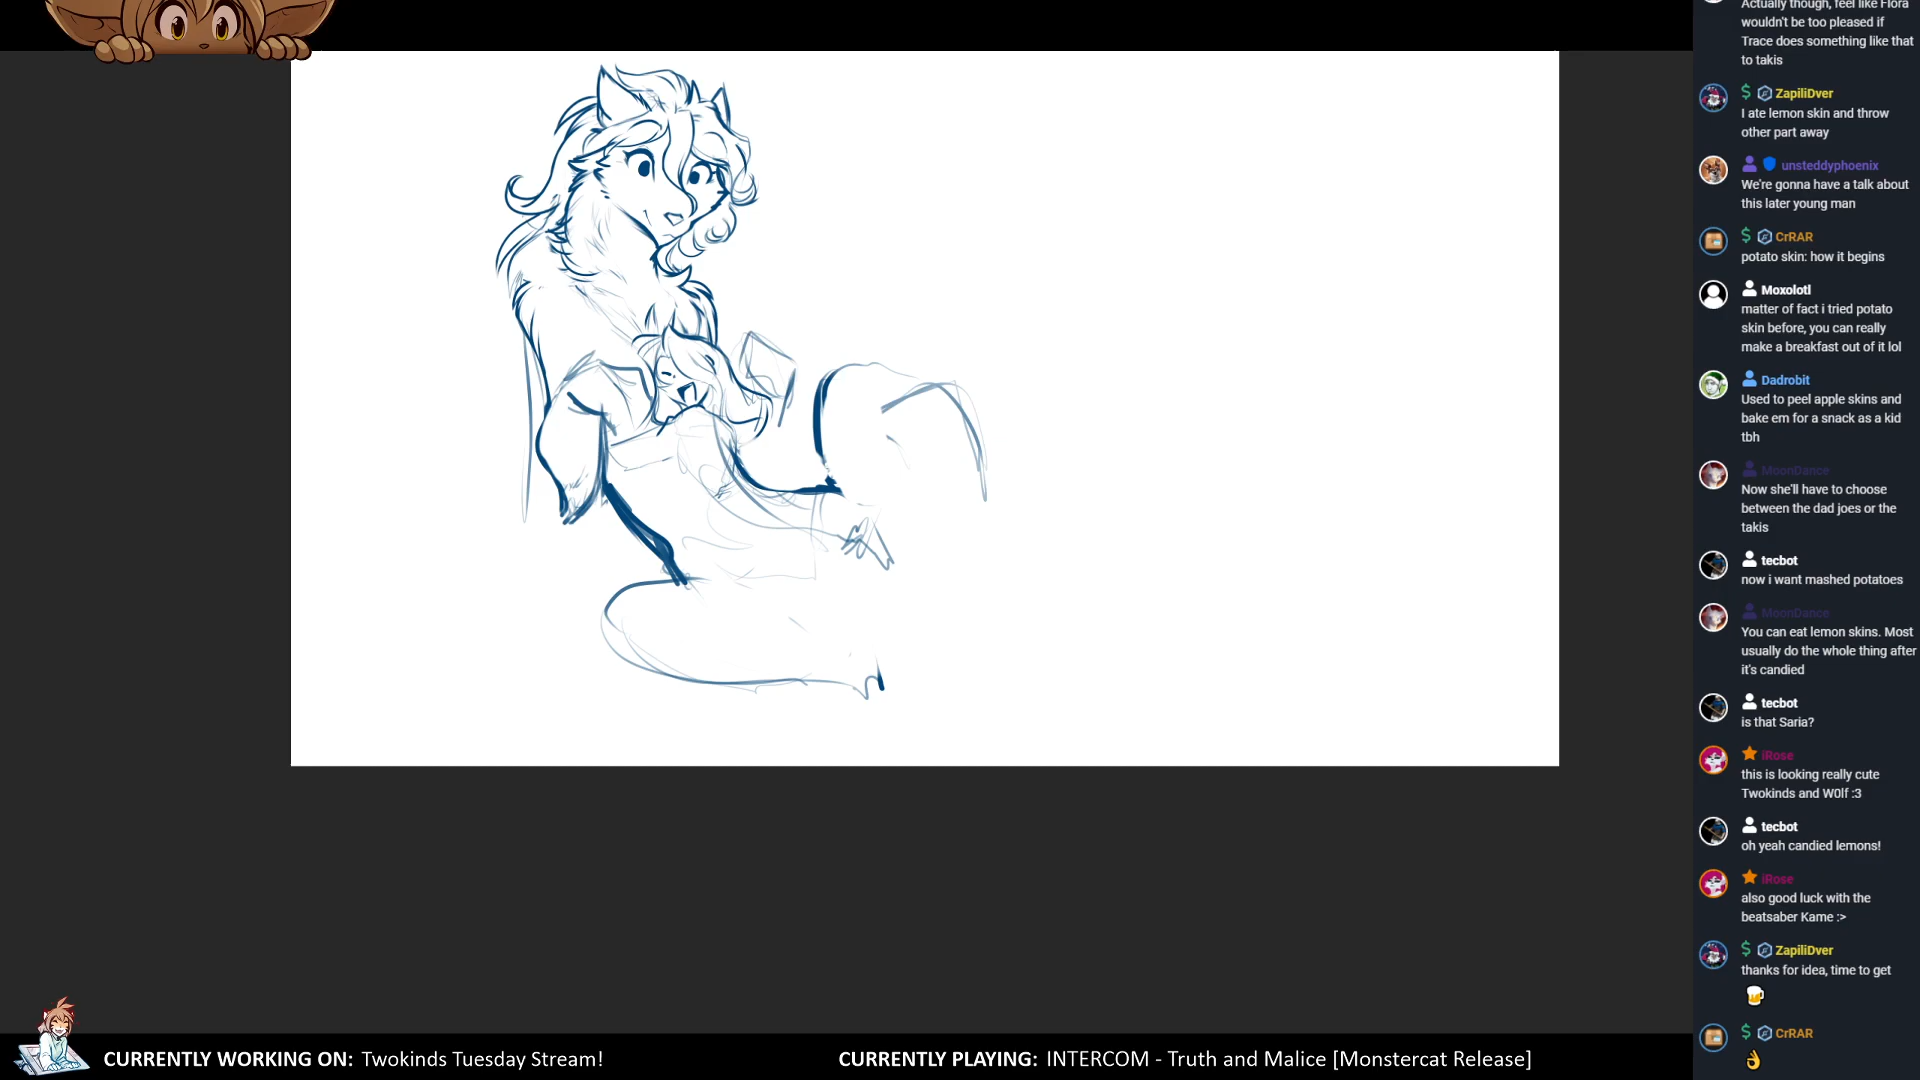 Actually though, feel like Flora
wouldn't be too pleased if
Trace does something like that
to takis
ZapiliDver
I ate lemon skin and throw
other part away
unsteddyphoenix
We're gonna have a talk about
this later young man
CrRAR
potato skin: how it begins
Moxolotl
matter of fact i tried potato
skin before, you can really
make a breakfast out of it lol
Dadrobit
Used to peel apple skins and
bake em for a snack as a kid
tbh
MoonDance
Now she'll have to choose
between the dad joes or the
takis
tecbot
now i want mashed potatoes
MoonDance
You can eat lemon skins. Most
usually do the whole thing after
it's candied
tecbot
is that Saria?
iRose
this is looking really cute
Twokinds and W0lf :3
tecbot
oh yeah candied lemons!
iRose
also good luck with the
beatsaber Kame :>
ZapiliDver
thanks for idea, time to get
CrRAR
CURRENTLY WORKING ON: Twokinds Tuesday Stream!
CURRENTLY PLAYING: INTERCOM - Truth and Malice [Monstercat Release]